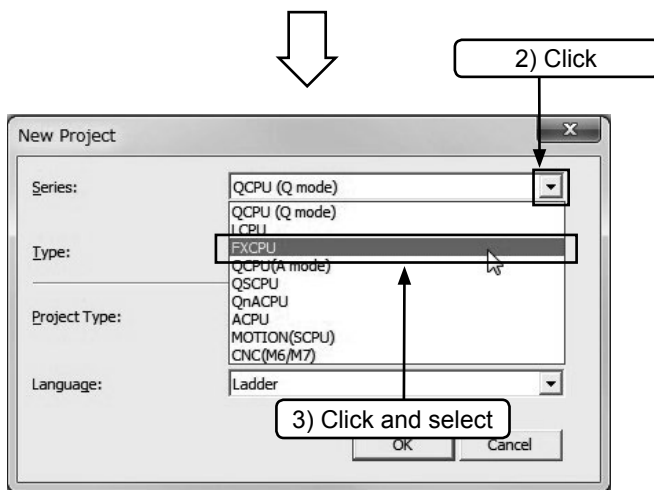 2) Click
New Project
X
Series:
QCPU (Q mode)
QCPU (Q mode)
LCPU
FXCPU
Type:
QCPU(A mode)
QSCPU
QnACPU
Project Type:
ACPU
MOTION(SCPU)
CNC(M6/M7)
Language:
Ladder
3) Click and select
OK
Cancel